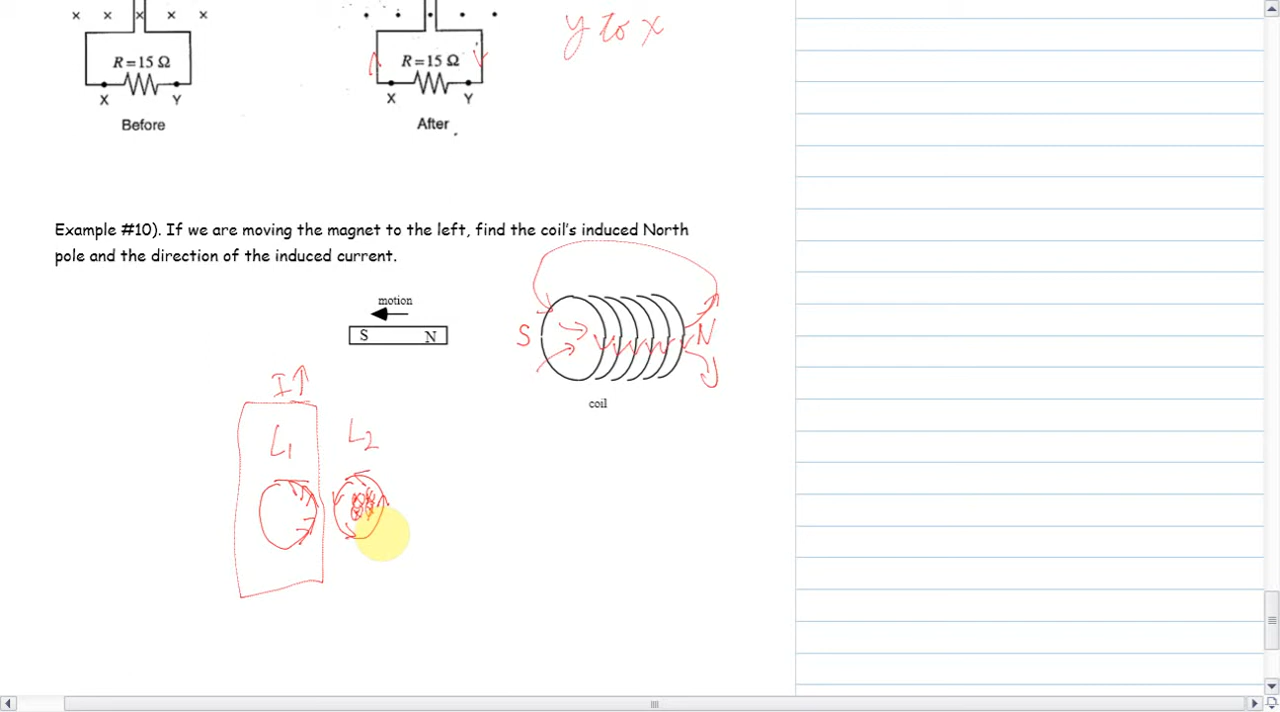 × × × × ×
• • • • •
y to x
R = 15 Ω
R = 15 Ω
X Y
X Y
Before
After
Example #10). If we are moving the magnet to the left, find the coil's induced North
pole and the direction of the induced current.
motion
S N
S
N
I↑
coil
L1
L2